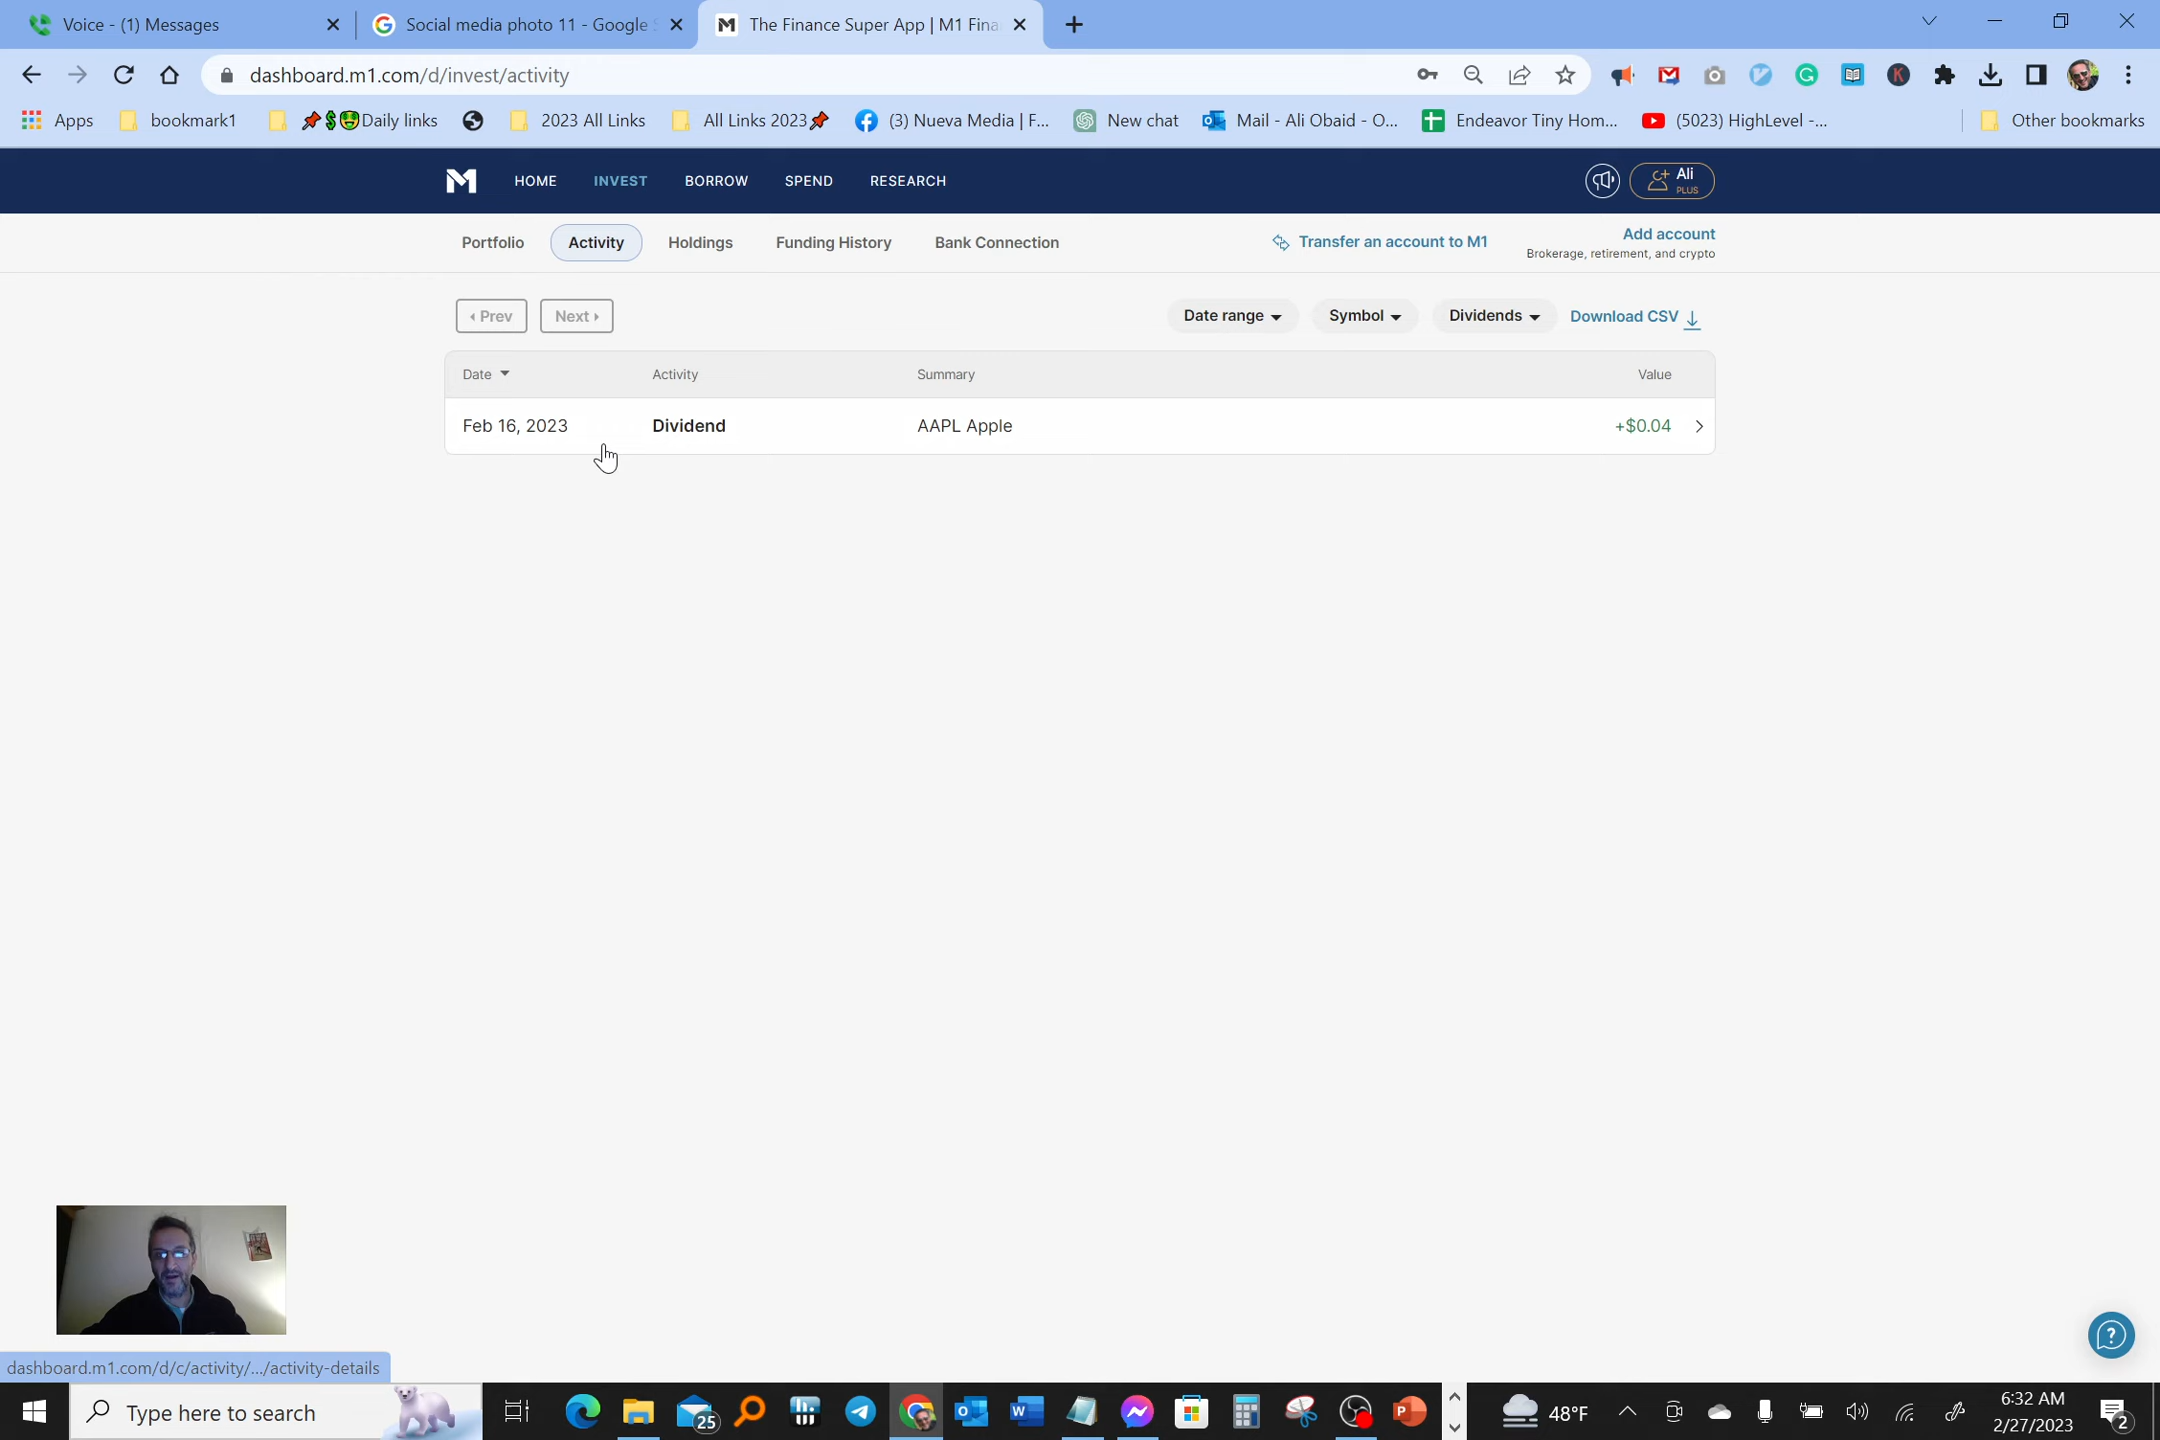 Voice - (1) Messages
Social media photo 11 - Google S
The Finance Super App | M1 Fina
dashboard.m1.com/d/invest/activity
Apps
bookmark1
Daily links
2023 All Links
All Links 2023
(3) Nueva Media | F...
New chat
Mail - Ali Obaid - O...
Endeavor Tiny Hom...
(5023) HighLevel -...
Other bookmarks
HOME
INVEST
BORROW
SPEND
RESEARCH
Ali
PLUS
Portfolio
Activity
Holdings
Funding History
Bank Connection
Transfer an account to M1
Add account
Brokerage, retirement, and crypto
Prev
Next
Date range
Symbol
Dividends
Download CSV
Date
Activity
Summary
Value
Feb 16, 2023
Dividend
AAPL Apple
+$0.04
dashboard.m1.com/d/c/activity/.../activity-details
Type here to search
25
48°F
6:32 AM
2/27/2023
2